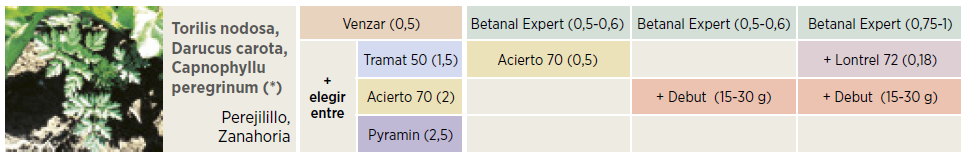 Torilis nodosa,
Darucus carota,
Capnophyllu
peregrinum (*)
Perejilillo,
Zanahoria
Venzar (0,5)
+
elegir
entre
Tramat 50 (1,5)
Acierto 70 (2)
Pyramin (2,5)
Betanal Expert (0,5-0,6)
Acierto 70 (0,5)
Betanal Expert (0,5-0,6)
+ Debut (15-30 g)
Betanal Expert (0,75-1)
+ Lontrel 72 (0,18)
+ Debut (15-30 g)